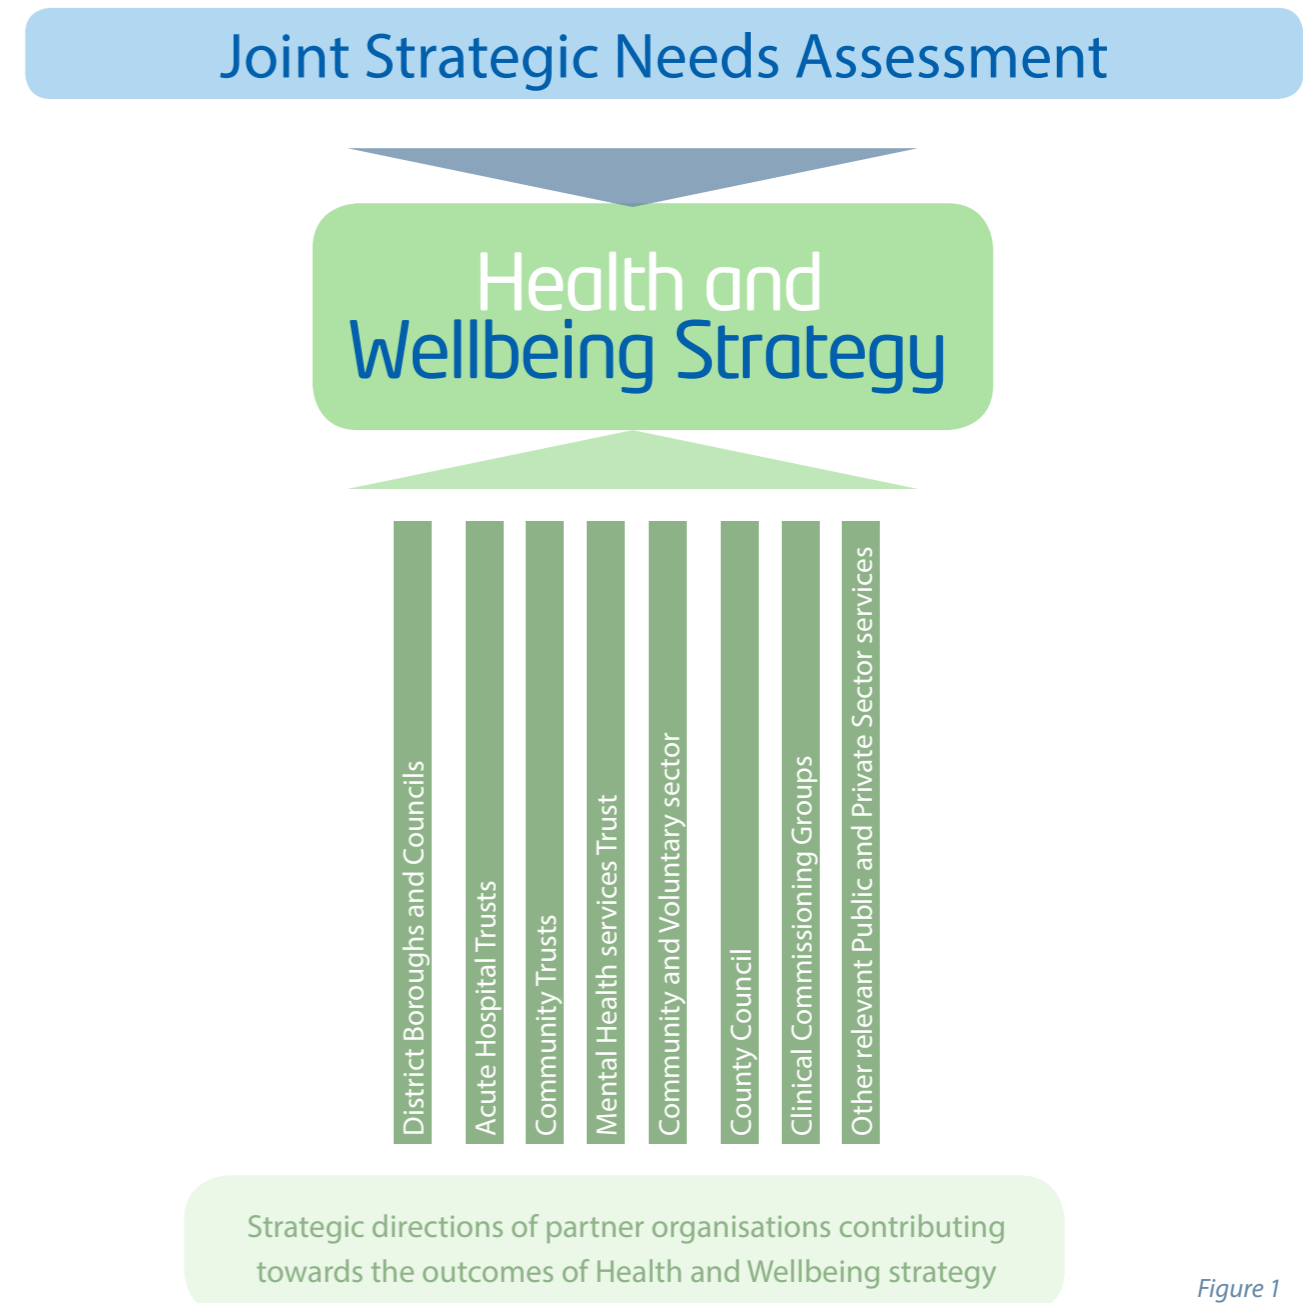 Joint Strategic Needs Assessment
Health and
Wellbeing Strategy
District Boroughs and Councils
Acute Hospital Trusts
Community Trusts
Mental Health services Trust
Community and Voluntary sector
County Council
Clinical Commissioning Groups
Other relevant Public and Private Sector services
Strategic directions of partner organisations contributing
towards the outcomes of Health and Wellbeing strategy
Figure 1